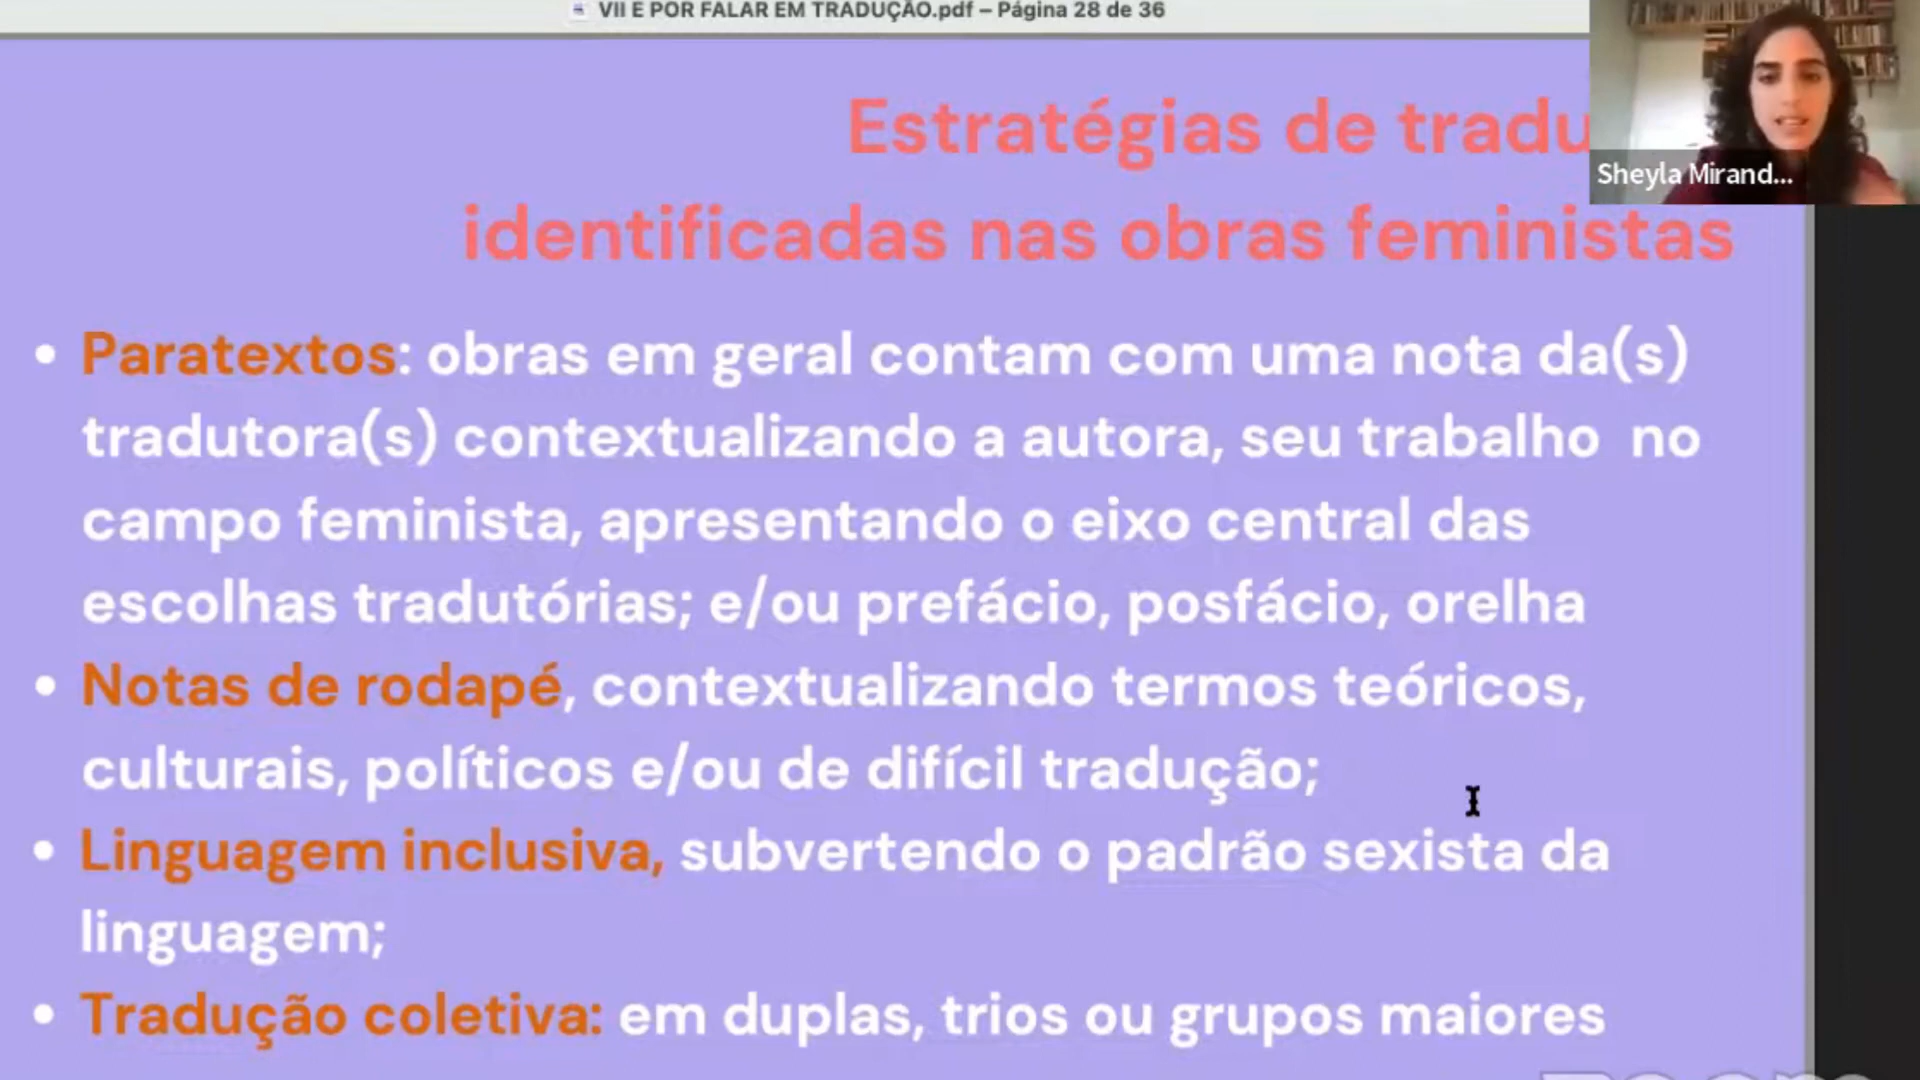 VII E POR FALAR EM TRADUÇÃO.pdf – Página 28 de 36
Sheyla Mirand...
Estratégias de tradu
identificadas nas obras feministas
• Paratextos: obras em geral contam com uma nota da(s)
tradutora(s) contextualizando a autora, seu trabalho no
campo feminista, apresentando o eixo central das
escolhas tradutórias; e/ou prefácio, posfácio, orelha
• Notas de rodapé, contextualizando termos teóricos,
culturais, políticos e/ou de difícil tradução;
• Linguagem inclusiva, subvertendo o padrão sexista da
linguagem;
• Tradução coletiva: em duplas, trios ou grupos maiores